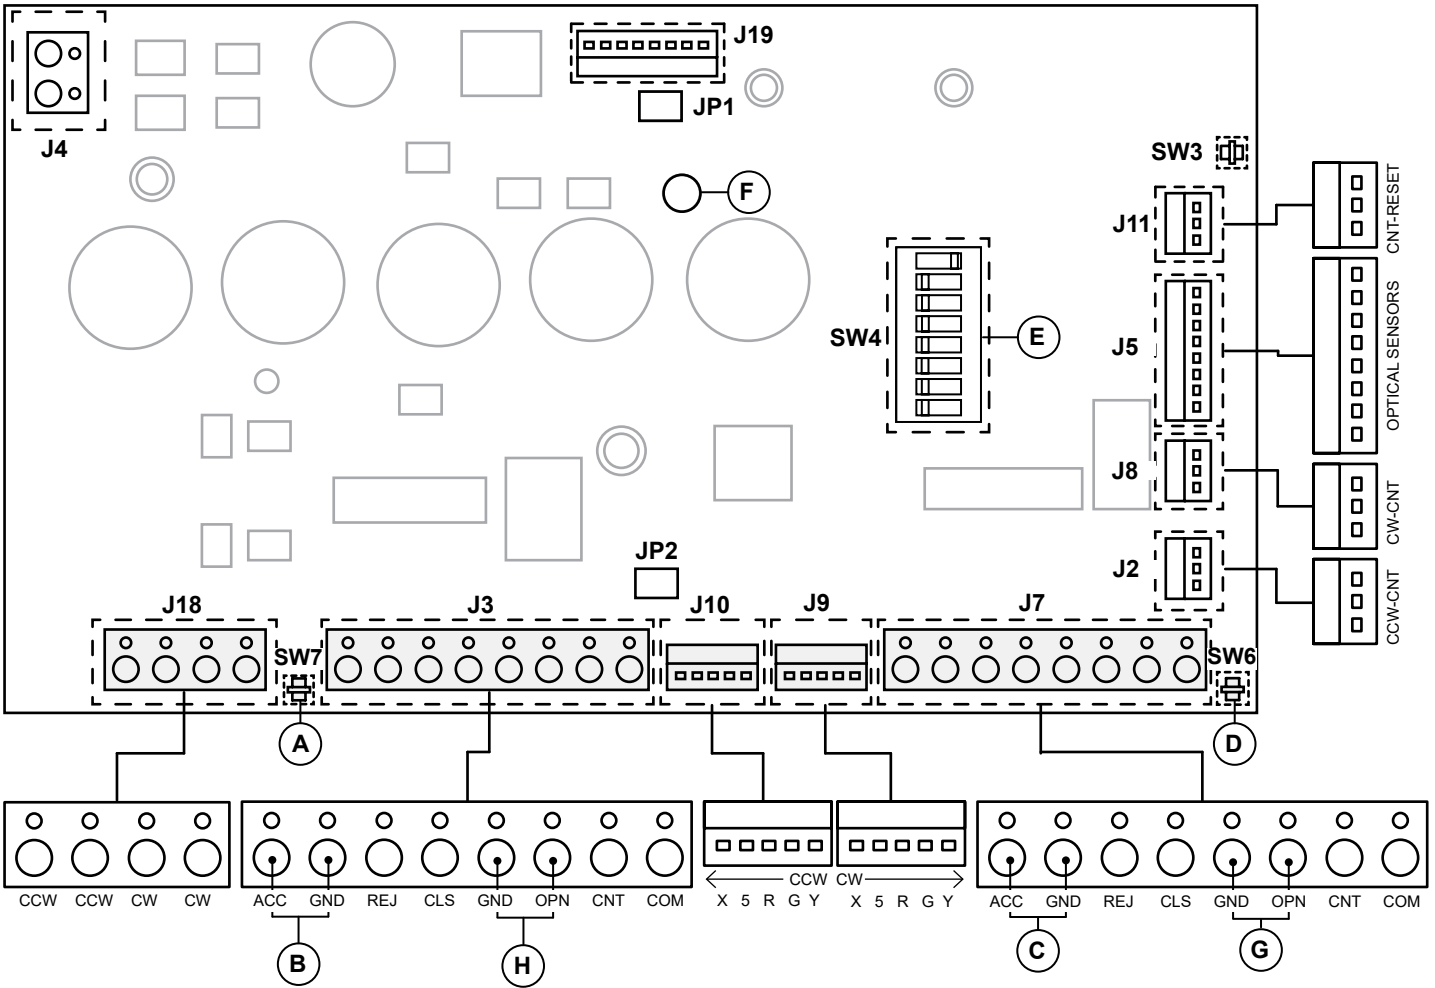 J19
JP1
J4
SW3
CNT-RESET
F
J11
SW4
E
J5
OPTICAL SENSORS
J8
CW-CNT
JP2
J2
CCW-CNT
J18
J3
J10
J9
J7
SW7
SW6
A
D
CCW CCW CW CW
ACC GND REJ CLS GND OPN CNT COM
CCW CW
X 5 R G Y
X 5 R G Y
ACC GND REJ CLS GND OPN CNT COM
B
H
C
G